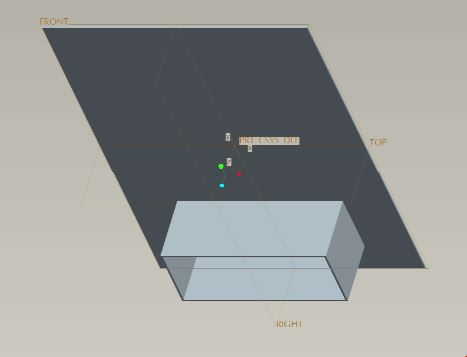 FRONT
Y
PRT_CSYS_DEF
X
TOP
Z
RIGHT